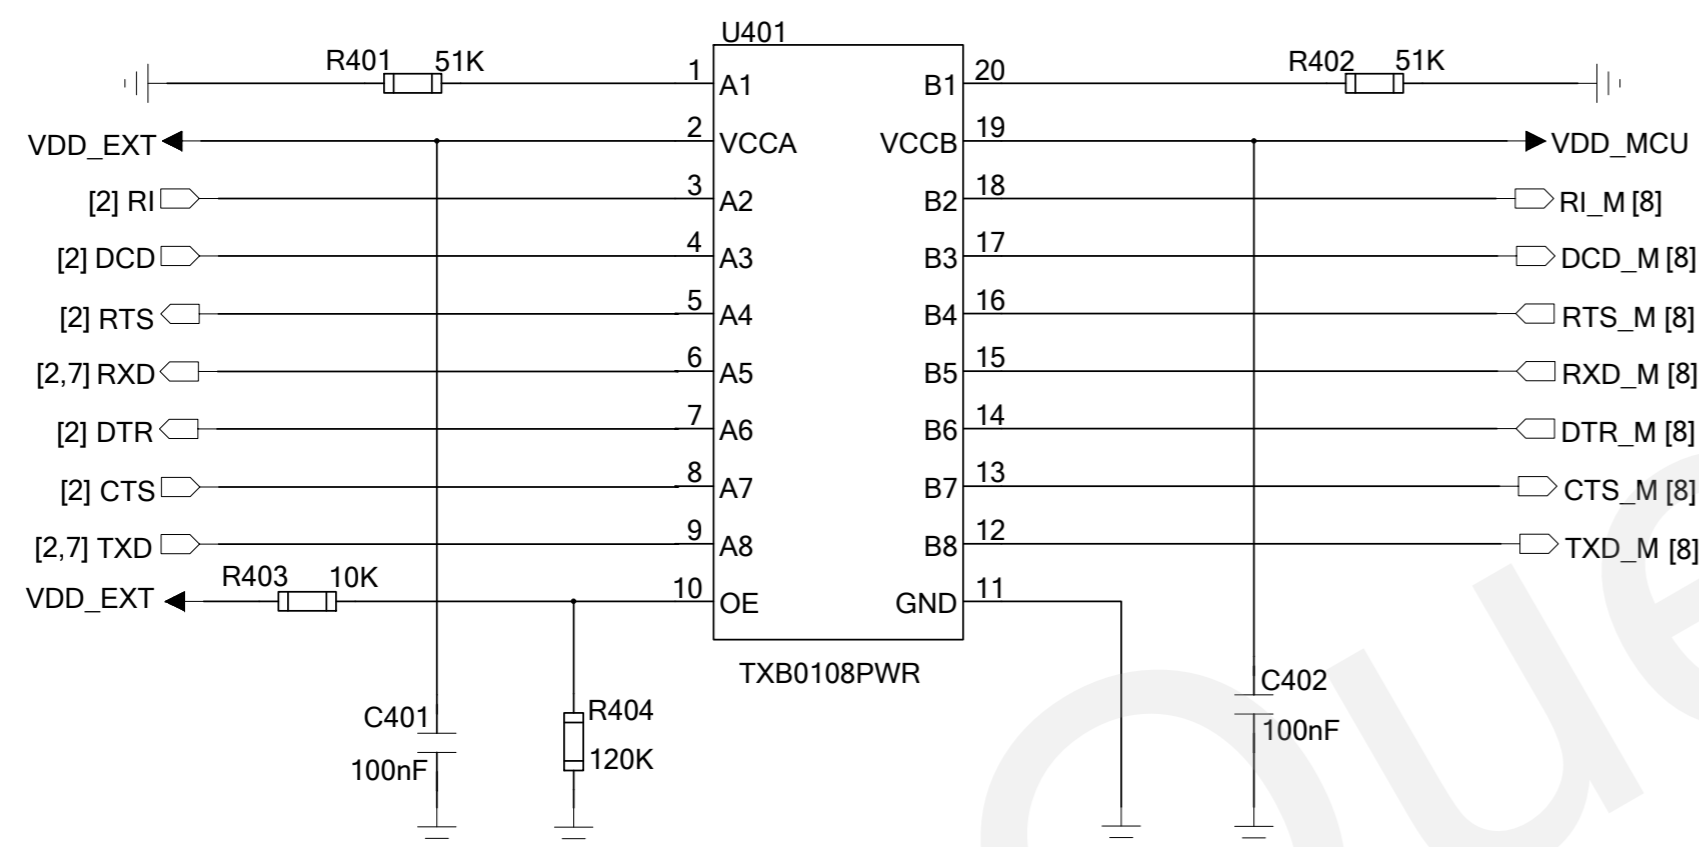 U401
R401 51K
R402 51K
1 A1
B1 20
VDD_EXT 2 VCCA
VCCB 19 VDD_MCU
[2] RI 3 A2
B2 18 RI_M [8]
[2] DCD 4 A3
B3 17 DCD_M [8]
[2] RTS 5 A4
B4 16 RTS_M [8]
[2,7] RXD 6 A5
B5 15 RXD_M [8]
[2] DTR 7 A6
B6 14 DTR_M [8]
[2] CTS 8 A7
B7 13 CTS_M [8]
[2,7] TXD 9 A8
B8 12 TXD_M [8]
R403 10K
VDD_EXT 10 OE
GND 11
TXB0108PWR
C401
100nF
R404
120K
C402
100nF